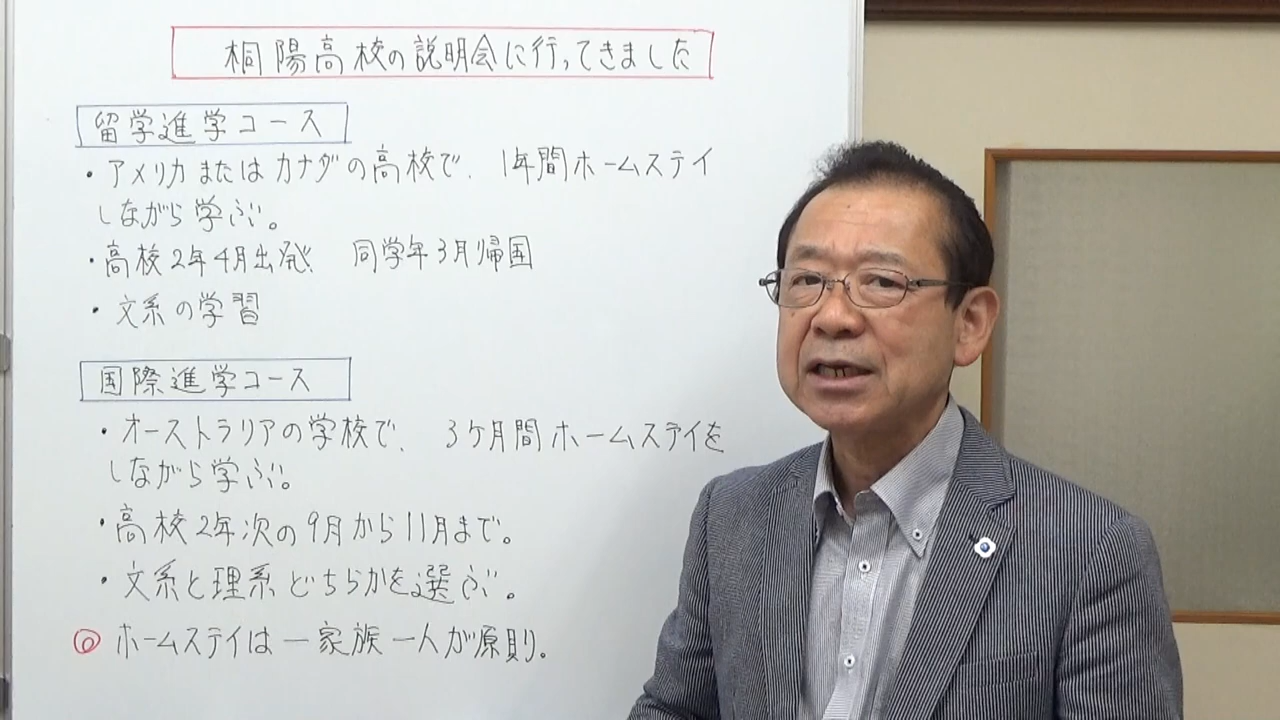 桐陽高校の説明会に行ってきました
留学進学コース
・アメリカまたはカナダの高校で、1年間ホームステイ
しながら学ぶ。
・高校2年4月出発 同学年3月帰国
・文系の学習
国際進学コース
・オーストラリアの学校で、3ヶ月間ホームステイを
しながら学ぶ。
・高校2年次の9月から11月まで。
・文系と理系どちらかを選ぶ。
◎ホームステイは一家族一人が原則。